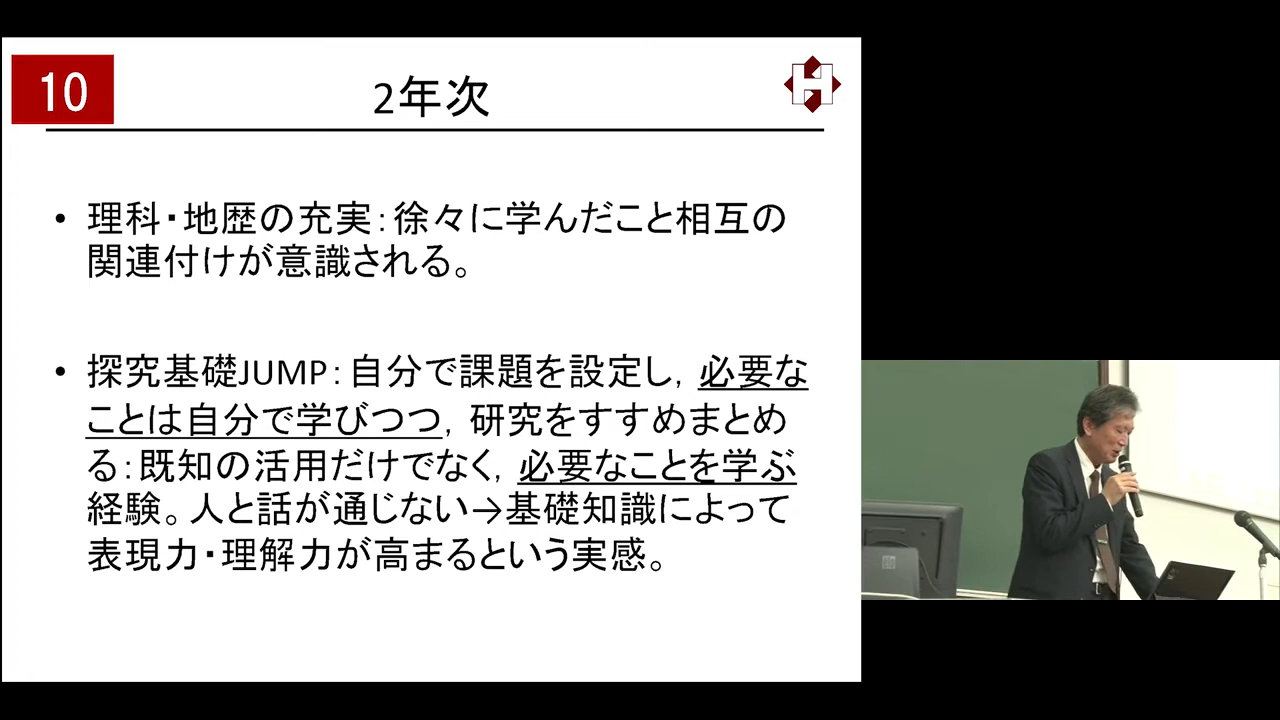 10
2年次
• 理科・地歴の充実：徐々に学んだこと相互の
関連付けが意識される。
• 探究基礎JUMP：自分で課題を設定し，必要な
ことは自分で学びつつ，研究をすすめまとめ
る：既知の活用だけでなく，必要なことを学ぶ
経験。人と話が通じない→基礎知識によって
表現力・理解力が高まるという実感。